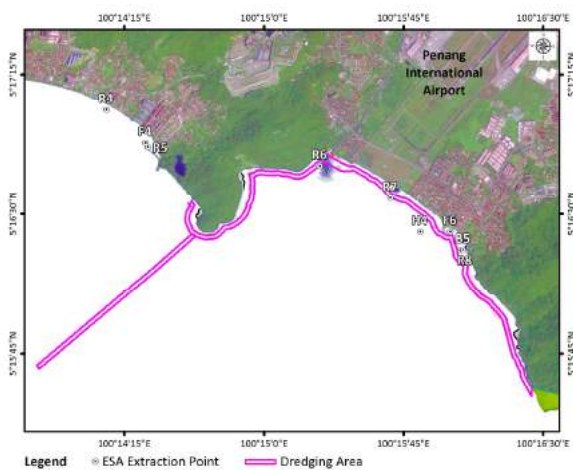 100°14'15"E 100°15'0"E 100°15'45"E 100°16'30"E
5°17'15"N 5°17'15"N
Penang
International
Airport
R4
F4
R5
R6
R7
5°16'30"N 5°16'30"N
H4 F6
B5
R8
5°15'45"N 5°15'45"N
100°14'15"E 100°15'0"E 100°15'45"E 100°16'30"E
Legend ESA Extraction Point Dredging Area